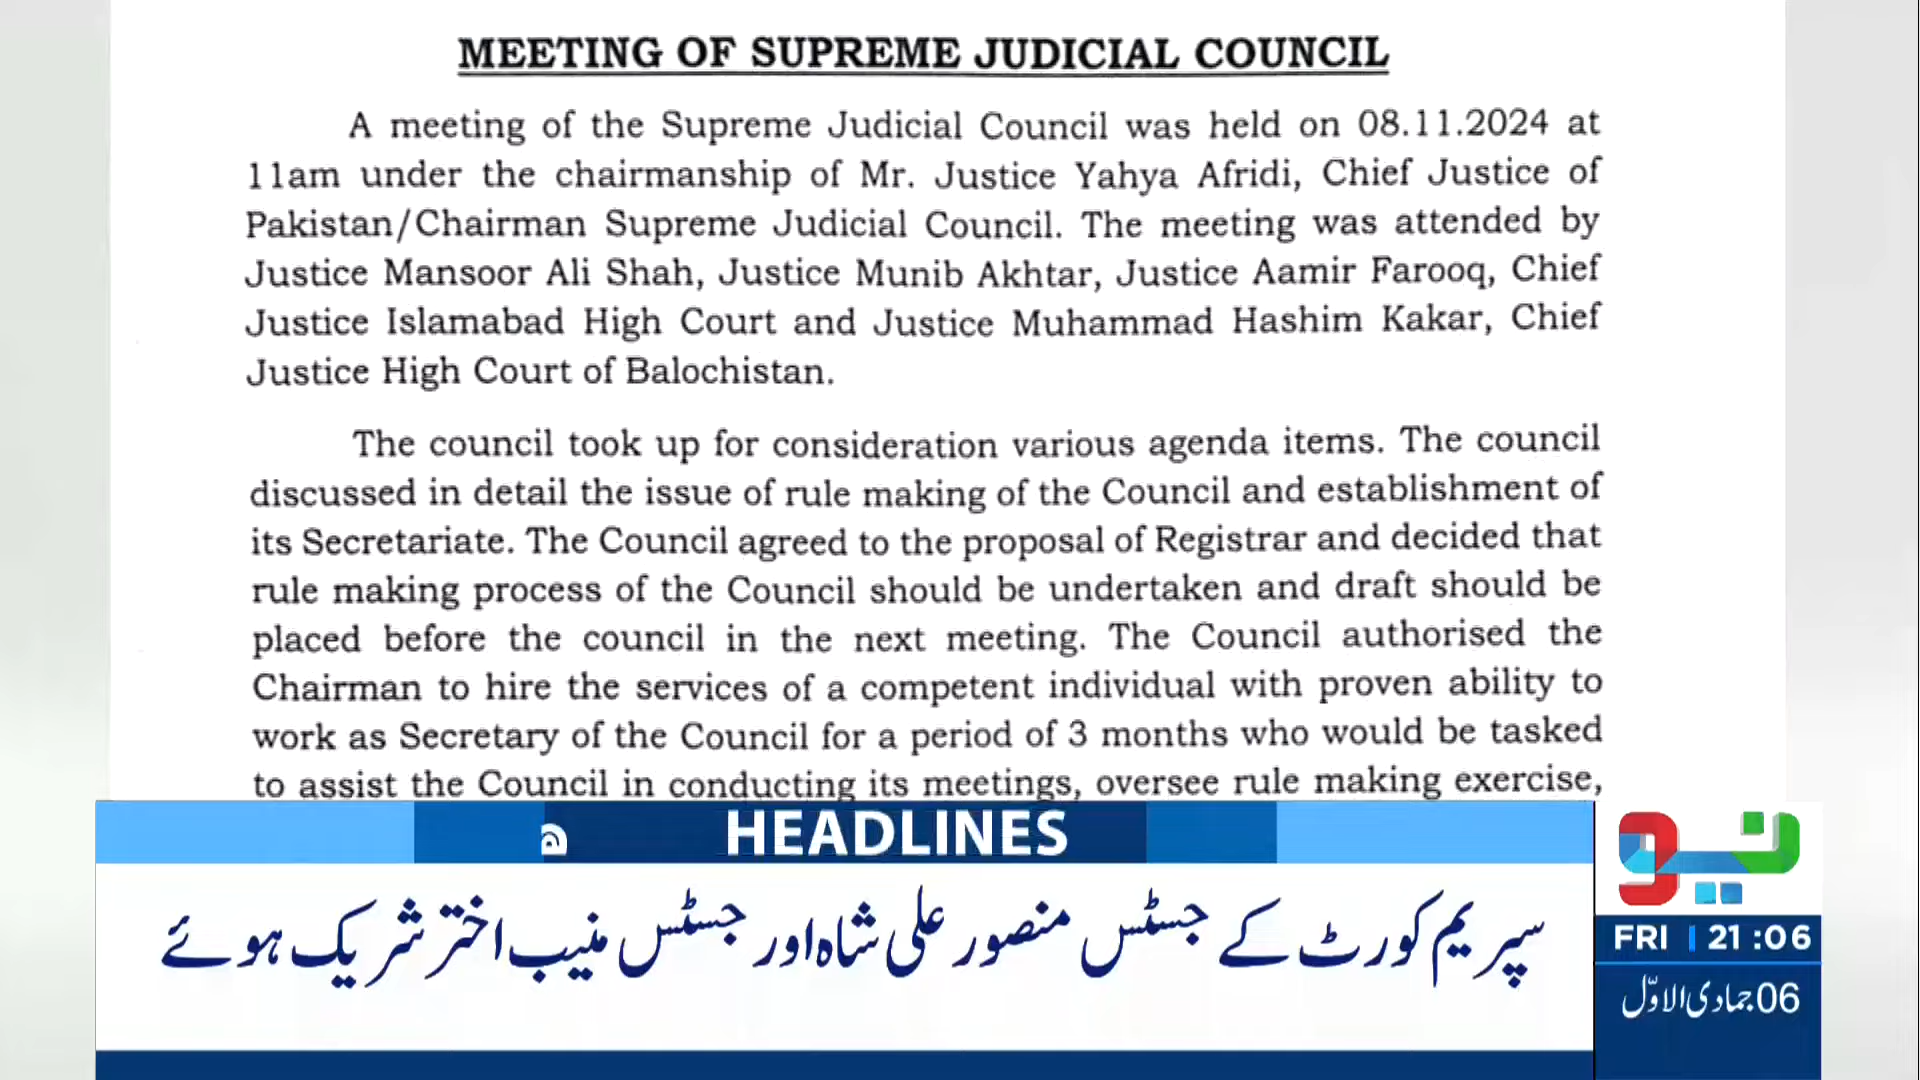 MEETING OF SUPREME JUDICIAL COUNCIL
A meeting of the Supreme Judicial Council was held on 08.11.2024 at
11am under the chairmanship of Mr. Justice Yahya Afridi, Chief Justice of
Pakistan/Chairman Supreme Judicial Council. The meeting was attended by
Justice Mansoor Ali Shah, Justice Munib Akhtar, Justice Aamir Farooq, Chief
Justice Islamabad High Court and Justice Muhammad Hashim Kakar, Chief
Justice High Court of Balochistan.
The council took up for consideration various agenda items. The council
discussed in detail the issue of rule making of the Council and establishment of
its Secretariate. The Council agreed to the proposal of Registrar and decided that
rule making process of the Council should be undertaken and draft should be
placed before the council in the next meeting. The Council authorised the
Chairman to hire the services of a competent individual with proven ability to
work as Secretary of the Council for a period of 3 months who would be tasked
to assist the Council in conducting its meetings, oversee rule making exercise,
HEADLINES
سپریم کورٹ کے جسٹس منصور علی شاہ اور جسٹس منیب اختر شریک ہوئے
نیو
FRI 21:06
06 جمادی الاوّل